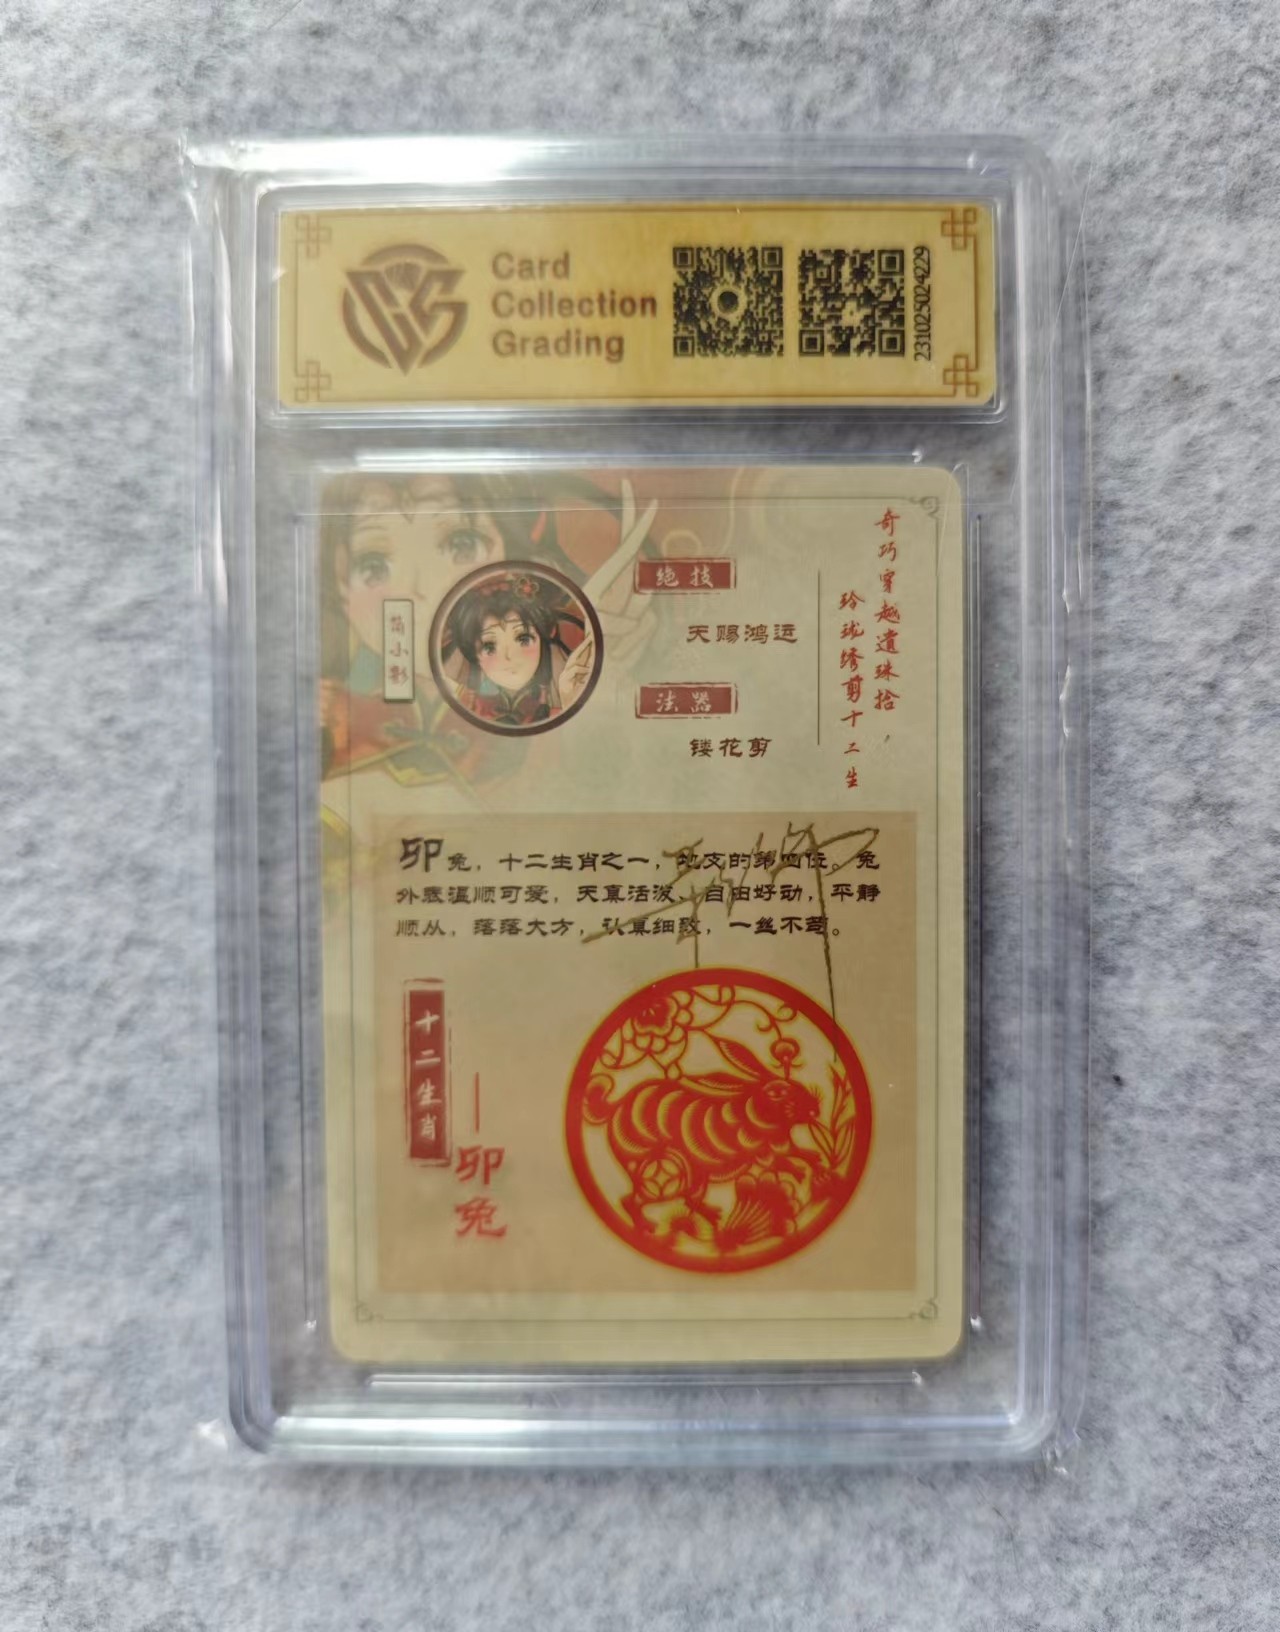 Card
Collection
Grading
231025024229
奇巧穿越遗珠拾，
玲珑绣剪十二生
绝技
天赐鸿运
简小影
法器
镂花剪
卯兔，十二生肖之一，地支的第四位。兔
外表温顺可爱，天真活泼、自由好动，平静
顺从，落落大方，认真细致，一丝不苟。
十二生肖
卯兔